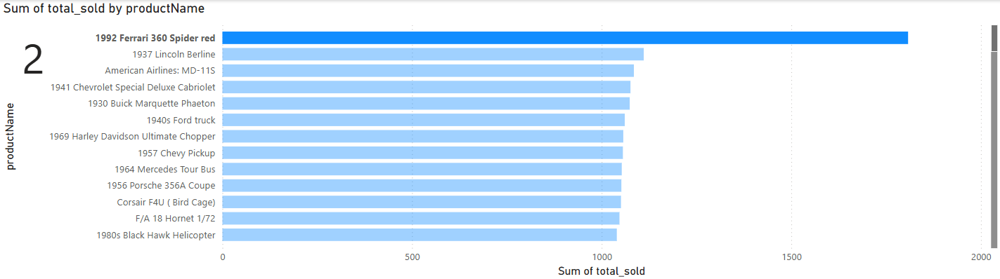 Sum of total_sold by productName
2
productName
1992 Ferrari 360 Spider red
1937 Lincoln Berline
American Airlines: MD-11S
1941 Chevrolet Special Deluxe Cabriolet
1930 Buick Marquette Phaeton
1940s Ford truck
1969 Harley Davidson Ultimate Chopper
1957 Chevy Pickup
1964 Mercedes Tour Bus
1956 Porsche 356A Coupe
Corsair F4U ( Bird Cage)
F/A 18 Hornet 1/72
1980s Black Hawk Helicopter
0 500 1000 1500 2000
Sum of total_sold